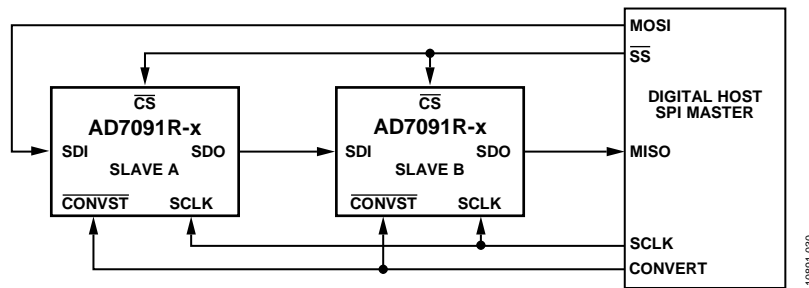 MOSI
SS
CS
AD7091R-x
SDI
SDO
SLAVE A
CONVST
SCLK
CS
AD7091R-x
SDI
SDO
SLAVE B
CONVST
SCLK
DIGITAL HOST
SPI MASTER
MISO
SCLK
CONVERT